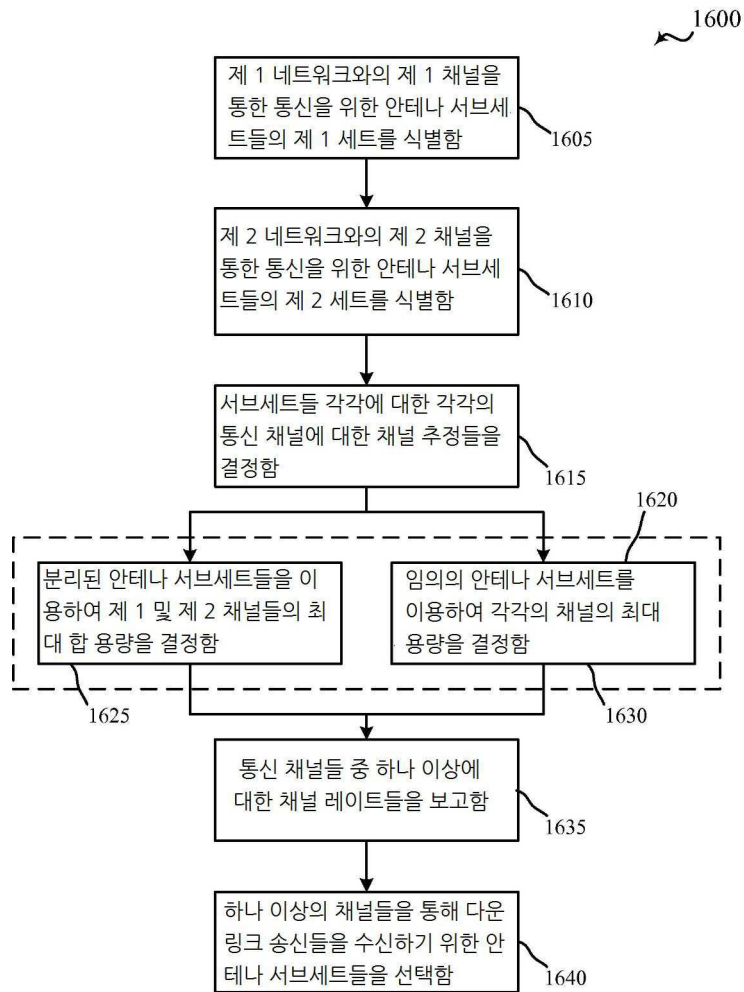 1600
제 1 네트워크와의 제 1 채널을
통한 통신을 위한 안테나 서브세
트들의 제 1 세트를 식별함
1605
제 2 네트워크와의 제 2 채널을
통한 통신을 위한 안테나 서브세
트들의 제 2 세트를 식별함
1610
서브세트들 각각에 대한 각각의
통신 채널에 대한 채널 추정들을
결정함
1615
1620
분리된 안테나 서브세트들을 이
용하여 제 1 및 제 2 채널들의 최
대 합 용량을 결정함
1625
임의의 안테나 서브세트를
이용하여 각각의 채널의 최대
용량을 결정함
1630
통신 채널들 중 하나 이상에
대한 채널 레이트들을 보고함
1635
하나 이상의 채널들을 통해 다운
링크 송신들을 수신하기 위한 안
테나 서브세트들을 선택함
1640